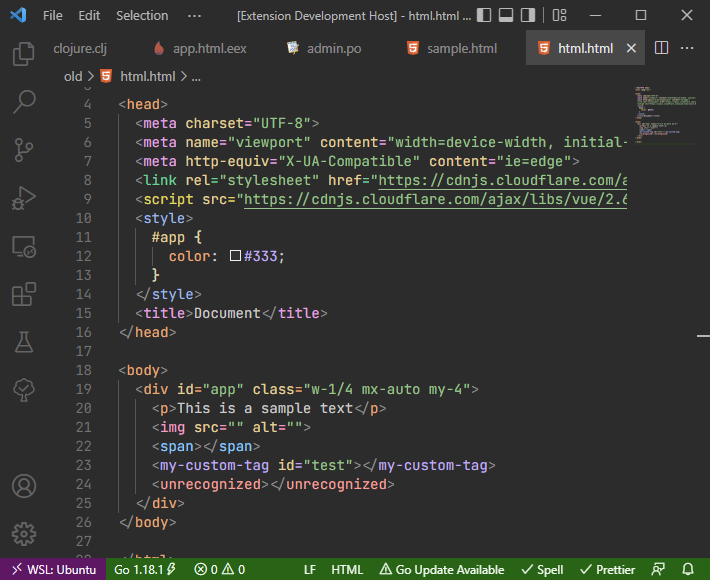 File Edit Selection ··· [Extension Development Host] - html.html ...
clojure.clj app.html.eex admin.po sample.html html.html
old > html.html > ...
4 <head>
5 <meta charset="UTF-8">
6 <meta name="viewport" content="width=device-width, initial-
7 <meta http-equiv="X-UA-Compatible" content="ie=edge">
8 <link rel="stylesheet" href="https://cdnjs.cloudflare.com/a
9 <script src="https://cdnjs.cloudflare.com/ajax/libs/vue/2.6
10 <style>
11 #app {
12 color: #333;
13 }
14 </style>
15 <title>Document</title>
16 </head>
17
18 <body>
19 <div id="app" class="w-1/4 mx-auto my-4">
20 <p>This is a sample text</p>
21 <img src="" alt="">
22 <span></span>
23 <my-custom-tag id="test"></my-custom-tag>
24 <unrecognized></unrecognized>
25 </div>
26 </body>
27
28 </html>
WSL: Ubuntu Go 1.18.1 0 0 LF HTML Go Update Available Spell Prettier